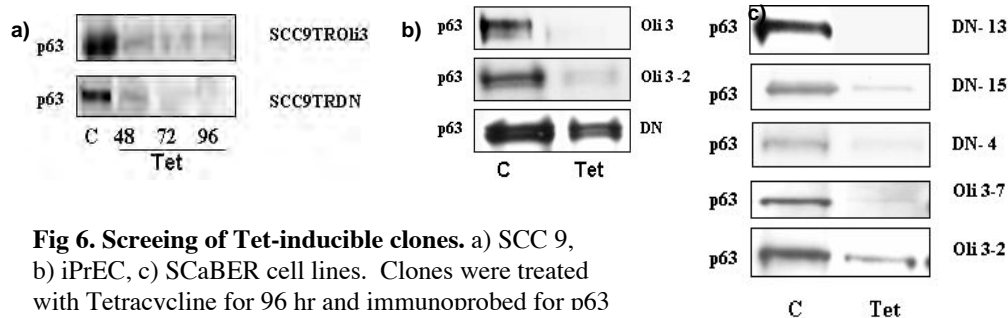 a)
p63 SCC9TROli3
p63 SCC9TRDN
C 48 72 96
Tet
b)
p63 Oli 3
p63 Oli 3 -2
p63 DN
C Tet
c)
p63 DN- 13
p63 DN- 15
p63 DN- 4
p63 Oli 3-7
p63 Oli 3-2
C Tet
Fig 6. Screeing of Tet-inducible clones. a) SCC 9,
b) iPrEC, c) SCaBER cell lines. Clones were treated
with Tetracycline for 96 hr and immunoprobed for p63